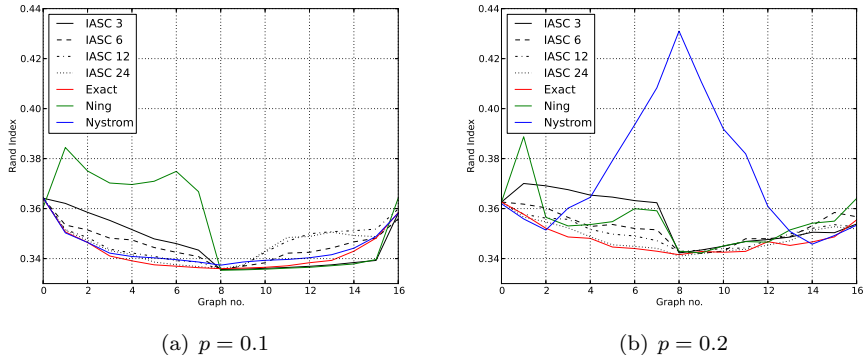 0.44
0.42
0.40
0.38
0.36
0.34
Rand Index
IASC 3
IASC 6
IASC 12
IASC 24
Exact
Ning
Nystrom
0 2 4 6 8 10 12 14 16
Graph no.
(a) p = 0.1
0.44
0.42
0.40
0.38
0.36
0.34
Rand Index
IASC 3
IASC 6
IASC 12
IASC 24
Exact
Ning
Nystrom
0 2 4 6 8 10 12 14 16
Graph no.
(b) p = 0.2